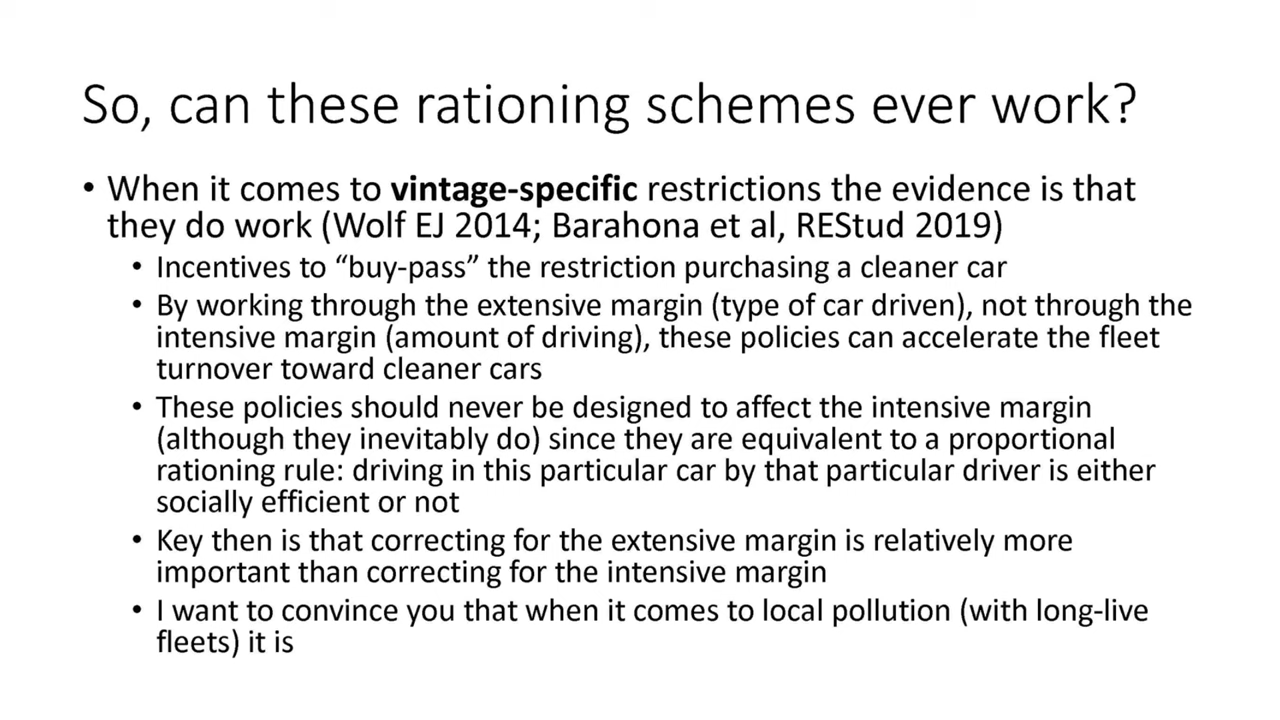 So, can these rationing schemes ever work?
• When it comes to vintage-specific restrictions the evidence is that
they do work (Wolf EJ 2014; Barahona et al, REStud 2019)
• Incentives to “buy-pass” the restriction purchasing a cleaner car
• By working through the extensive margin (type of car driven), not through the
intensive margin (amount of driving), these policies can accelerate the fleet
turnover toward cleaner cars
• These policies should never be designed to affect the intensive margin
(although they inevitably do) since they are equivalent to a proportional
rationing rule: driving in this particular car by that particular driver is either
socially efficient or not
• Key then is that correcting for the extensive margin is relatively more
important than correcting for the intensive margin
• I want to convince you that when it comes to local pollution (with long-live
fleets) it is